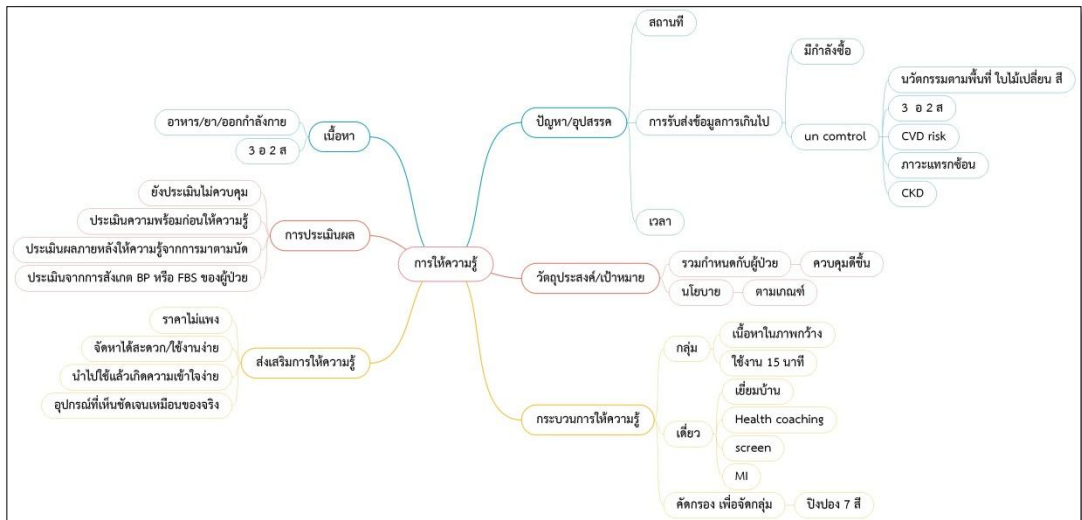 การให้ความรู้
เนื้อหา
อาหาร/ยา/ออกกำลังกาย
3 อ 2 ส
การประเมินผล
ยังประเมินไม่ควบคุม
ประเมินความพร้อมก่อนให้ความรู้
ประเมินผลภายหลังให้ความรู้จากการมาตามนัด
ประเมินจากการสังเกต BP หรือ FBS ของผู้ป่วย
ส่งเสริมการให้ความรู้
ราคาไม่แพง
จัดหาได้สะดวก/ใช้งานง่าย
นำไปใช้แล้วเกิดความเข้าใจง่าย
อุปกรณ์ที่เห็นชัดเจนเหมือนของจริง
ปัญหา/อุปสรรค
สถานที่
การรับส่งข้อมูลการเกินไป
มีกำลังซื้อ
un comtrol
นวัตกรรมตามพื้นที่ ใบไม้เปลี่ยน สี
3 อ 2 ส
CVD risk
ภาวะแทรกซ้อน
CKD
เวลา
วัตถุประสงค์/เป้าหมาย
รวมกำหนดกับผู้ป่วย
ควบคุมดีขึ้น
นโยบาย
ตามเกณฑ์
กระบวนการให้ความรู้
กลุ่ม
เนื้อหาในภาพกว้าง
ใช้งาน 15 นาที
เดี่ยว
เยี่ยมบ้าน
Health coaching
screen
MI
คัดกรอง เพื่อจัดกลุ่ม
ปิงปอง 7 สี